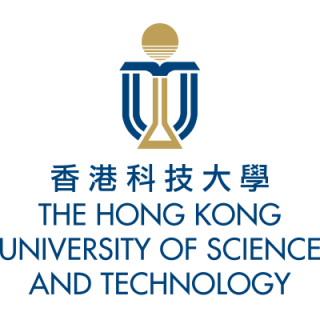 香港科技大學
THE HONG KONG
UNIVERSITY OF SCIENCE
AND TECHNOLOGY